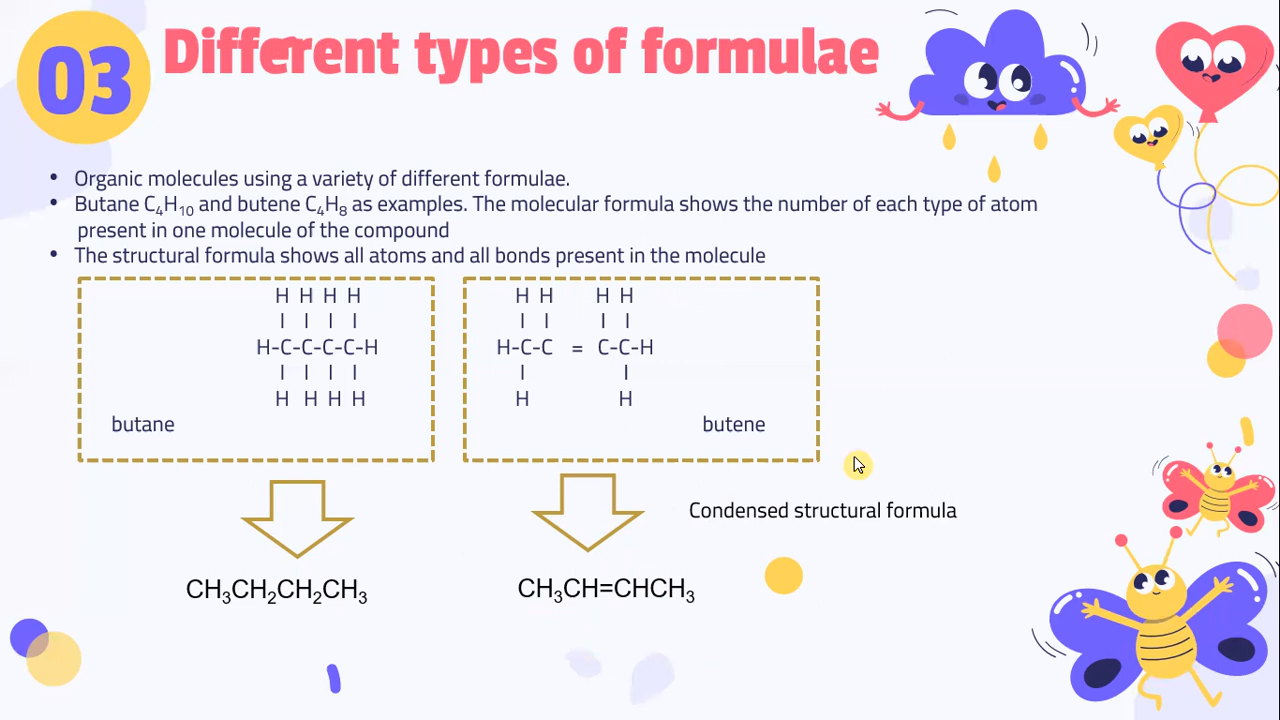 03 Different types of formulae
• Organic molecules using a variety of different formulae.
• Butane C₄H₁₀ and butene C₄H₈ as examples. The molecular formula shows the number of each type of atom
present in one molecule of the compound
• The structural formula shows all atoms and all bonds present in the molecule
H H H H
| | | |
H-C-C-C-C-H
| | | |
H H H H
butane
H H H H
| | | |
H-C-C = C-C-H
| |
H H
butene
Condensed structural formula
CH₃CH₂CH₂CH₃
CH₃CH=CHCH₃